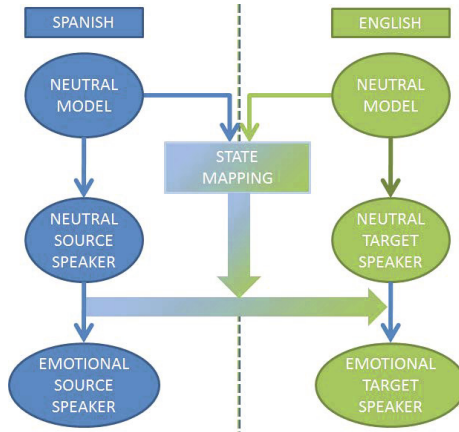 SPANISH
ENGLISH
NEUTRAL
MODEL
NEUTRAL
MODEL
STATE
MAPPING
NEUTRAL
SOURCE
SPEAKER
NEUTRAL
TARGET
SPEAKER
EMOTIONAL
SOURCE
SPEAKER
EMOTIONAL
TARGET
SPEAKER